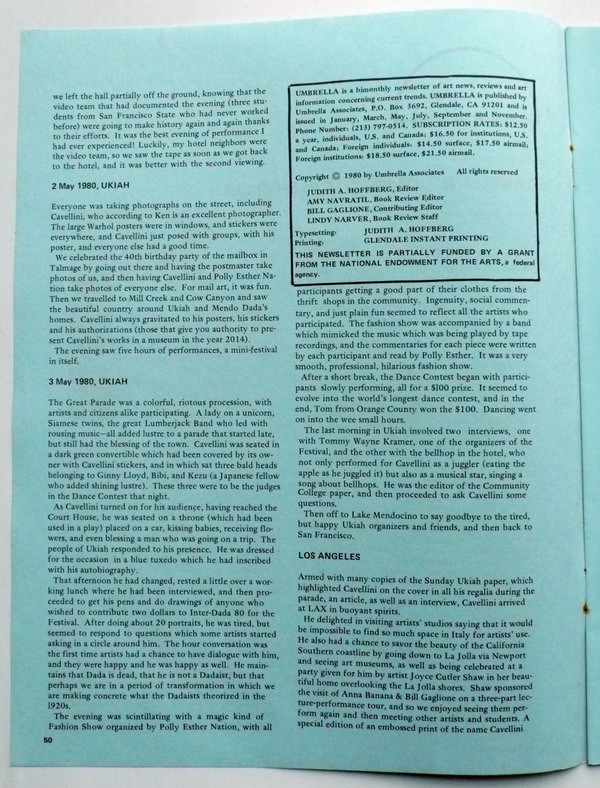 we left the hall partially off the ground, knowing that the
video team that had documented the evening (three stu-
dents from San Francisco State who had never worked
before) were going to make history again and again thanks
to their efforts. It was the best evening of performance I
had ever experienced! Luckily, my hotel neighbors were
the video team, so we saw the tape as soon as we got back
to the hotel, and it was better with the second viewing.
2 May 1980, UKIAH
Everyone was taking photographs on the street, including
Cavellini, who according to Ken is an excellent photographer.
The large Warhol posters were in windows, and stickers were
everywhere, and Cavellini just posed with groups, with his
poster, and everyone else had a good time.
We celebrated the 40th birthday party of the mailbox in
Talmage by going out there and having the postmaster take
photos of us, and then having Cavellini and Polly Esther Na-
tion take photos of everyone else. For mail art, it was fun.
Then we travelled to Mill Creek and Cow Canyon and saw
the beautiful country around Ukiah and Mendo Dada's
homes. Cavellini always gravitated to his posters, his stickers
and his authorizations (those that give you authority to pre-
sent Cavellini's works in a museum in the year 2014).
The evening saw five hours of performances, a mini-festival
in itself.
3 May 1980, UKIAH
The Great Parade was a colorful, riotous procession, with
artists and citizens alike participating. A lady on a unicorn,
Siamese twins, the great Lumberjack Band who led with
rousing music—all added lustre to a parade that started late,
but still had the blessing of the town. Cavellini was seated in
a dark green convertible which had been covered by its ow-
ner with Cavellini stickers, and in which sat three bald heads
belonging to Ginny Lloyd, Bibi, and Kezu (a Japanese fellow
who added shining lustre). These three were to be the judges
in the Dance Contest that night.
As Cavellini turned on for his audience, having reached the
Court House, he was seated on a throne (which had been
used in a play) placed on a car, kissing babies, receiving flo-
wers, and even blessing a man who was going on a trip. The
people of Ukiah responded to his presence. He was dressed
for the occasion in a blue tuxedo which he had inscribed
with his autobiography.
That afternoon he had changed, rested a little over a wor-
king lunch where he had been interviewed, and then pro-
ceeded to get his pens and do drawings of anyone who
wished to contribute two dollars to Inter-Dada 80 for the
Festival. After doing about 20 portraits, he was tired, but
seemed to respond to questions which some artists started
asking in a circle around him. The hour conversation was
the first time artists had a chance to have dialogue with him,
and they were happy and he was happy as well. He main-
tains that Dada is dead, that he is not a Dadaist, but that
perhaps we are in a period of transformation in which we
are making concrete what the Dadaists theorized in the
1920s.
The evening was scintillating with a magic kind of
Fashion Show organized by Polly Esther Nation, with all
50
UMBRELLA is a bimonthly newsletter of art news, reviews and art
information concerning current trends. UMBRELLA is published by
Umbrella Associates, P.O. Box 3692, Glendale, CA 91201 and is
issued in January, March, May, July, September and November.
Phone Number: (213) 797-0514. SUBSCRIPTION RATES: $12.50
a year, individuals, U.S. and Canada; $16.50 for institutions, U.S.
and Canada; Foreign individuals: $14.50 surface, $17.50 airmail;
Foreign institutions: $18.50 surface, $21.50 airmail.
Copyright © 1980 by Umbrella Associates All rights reserved
JUDITH A. HOFFBERG, Editor
AMY NAVRATIL, Book Review Editor
BILL GAGLIONE, Contributing Editor
LINDY NARVER, Book Review Staff
Typesetting: JUDITH A. HOFFBERG
Printing: GLENDALE INSTANT PRINTING
THIS NEWSLETTER IS PARTIALLY FUNDED BY A GRANT
FROM THE NATIONAL ENDOWMENT FOR THE ARTS, a federal
agency.
participants getting a good part of their clothes from the
thrift shops in the community. Ingenuity, social commen-
tary, and just plain fun seemed to reflect all the artists who
participated. The fashion show was accompanied by a band
which mimicked the music which was being played by tape
recordings, and the commentaries for each piece were written
by each participant and read by Polly Esther. It was a very
smooth, professional, hilarious fashion show.
After a short break, the Dance Contest began with partici-
pants slowly performing, all for a $100 prize. It seemed to
evolve into the world's longest dance contest, and in the
end, Tom from Orange County won the $100. Dancing went
on into the wee small hours.
The last morning in Ukiah involved two interviews, one
with Tommy Wayne Kramer, one of the organizers of the
Festival, and the other with the bellhop in the hotel, who
not only performed for Cavellini as a juggler (eating the
apple as he juggled it) but also as a musical star, singing a
song about bellhops. He was the editor of the Community
College paper, and then proceeded to ask Cavellini some
questions.
Then off to Lake Mendocino to say goodbye to the tired,
but happy Ukiah organizers and friends, and then back to
San Francisco.
LOS ANGELES
Armed with many copies of the Sunday Ukiah paper, which
highlighted Cavellini on the cover in all his regalia during the
parade, an article, as well as an interview, Cavellini arrived
at LAX in buoyant spirits.
He delighted in visiting artists' studios saying that it would
be impossible to find so much space in Italy for artists' use.
He also had a chance to savor the beauty of the California
Southern coastline by going down to La Jolla via Newport
and seeing art museums, as well as being celebrated at a
party given for him by artist Joyce Cutler Shaw in her beau-
tiful home overlooking the La Jolla shores. Shaw sponsored
the visit of Anna Banana & Bill Gaglione on a three-part lec-
ture-performance tour, and so we enjoyed seeing them per-
form again and then meeting other artists and students. A
special edition of an embossed print of the name Cavellini